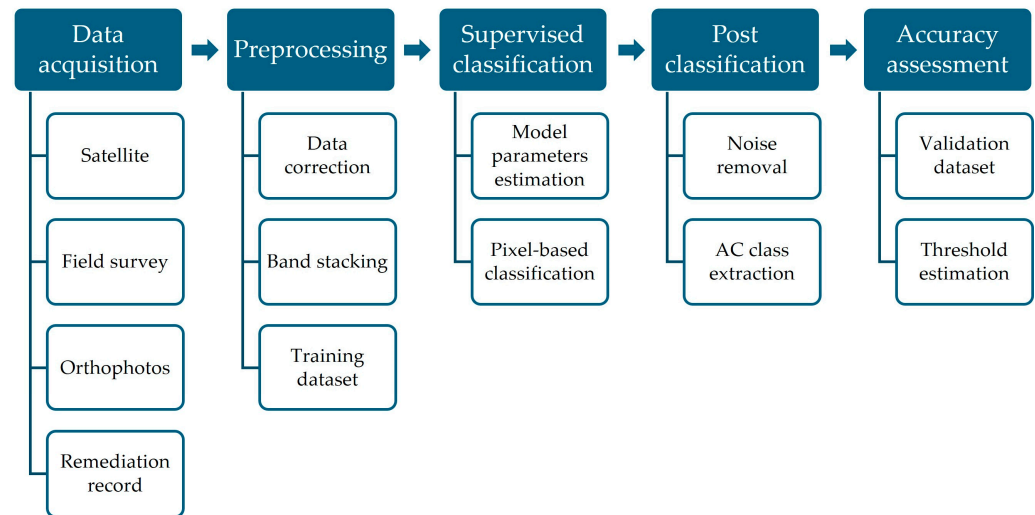 Data
acquisition
Preprocessing
Supervised
classification
Post
classification
Accuracy
assessment
Satellite
Field survey
Orthophotos
Remediation
record
Data
correction
Band stacking
Training
dataset
Model
parameters
estimation
Pixel-based
classification
Noise
removal
AC class
extraction
Validation
dataset
Threshold
estimation